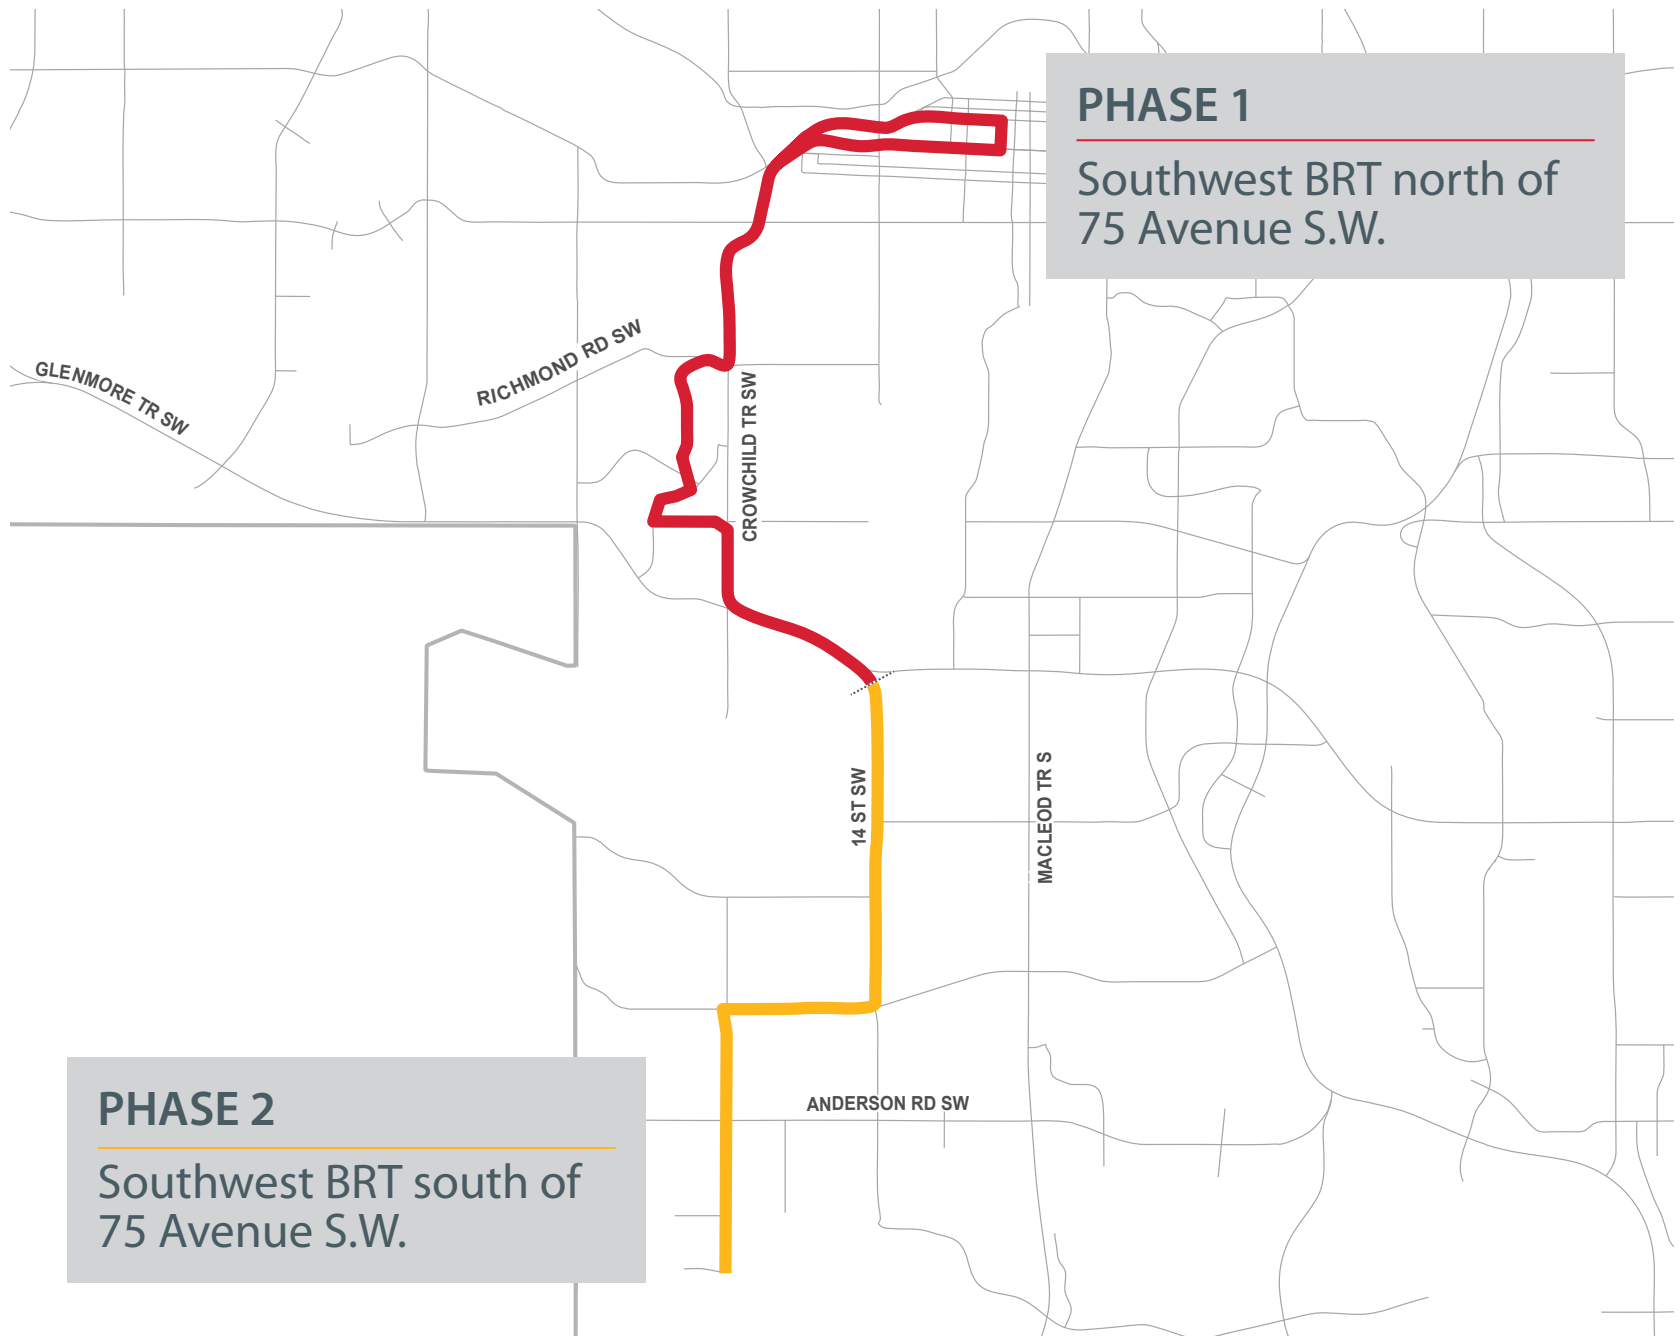 PHASE 1
Southwest BRT north of
75 Avenue S.W.
GLENMORE TR SW
RICHMOND RD SW
CROWCHILD TR SW
14 ST SW
MACLEOD TR S
ANDERSON RD SW
PHASE 2
Southwest BRT south of
75 Avenue S.W.